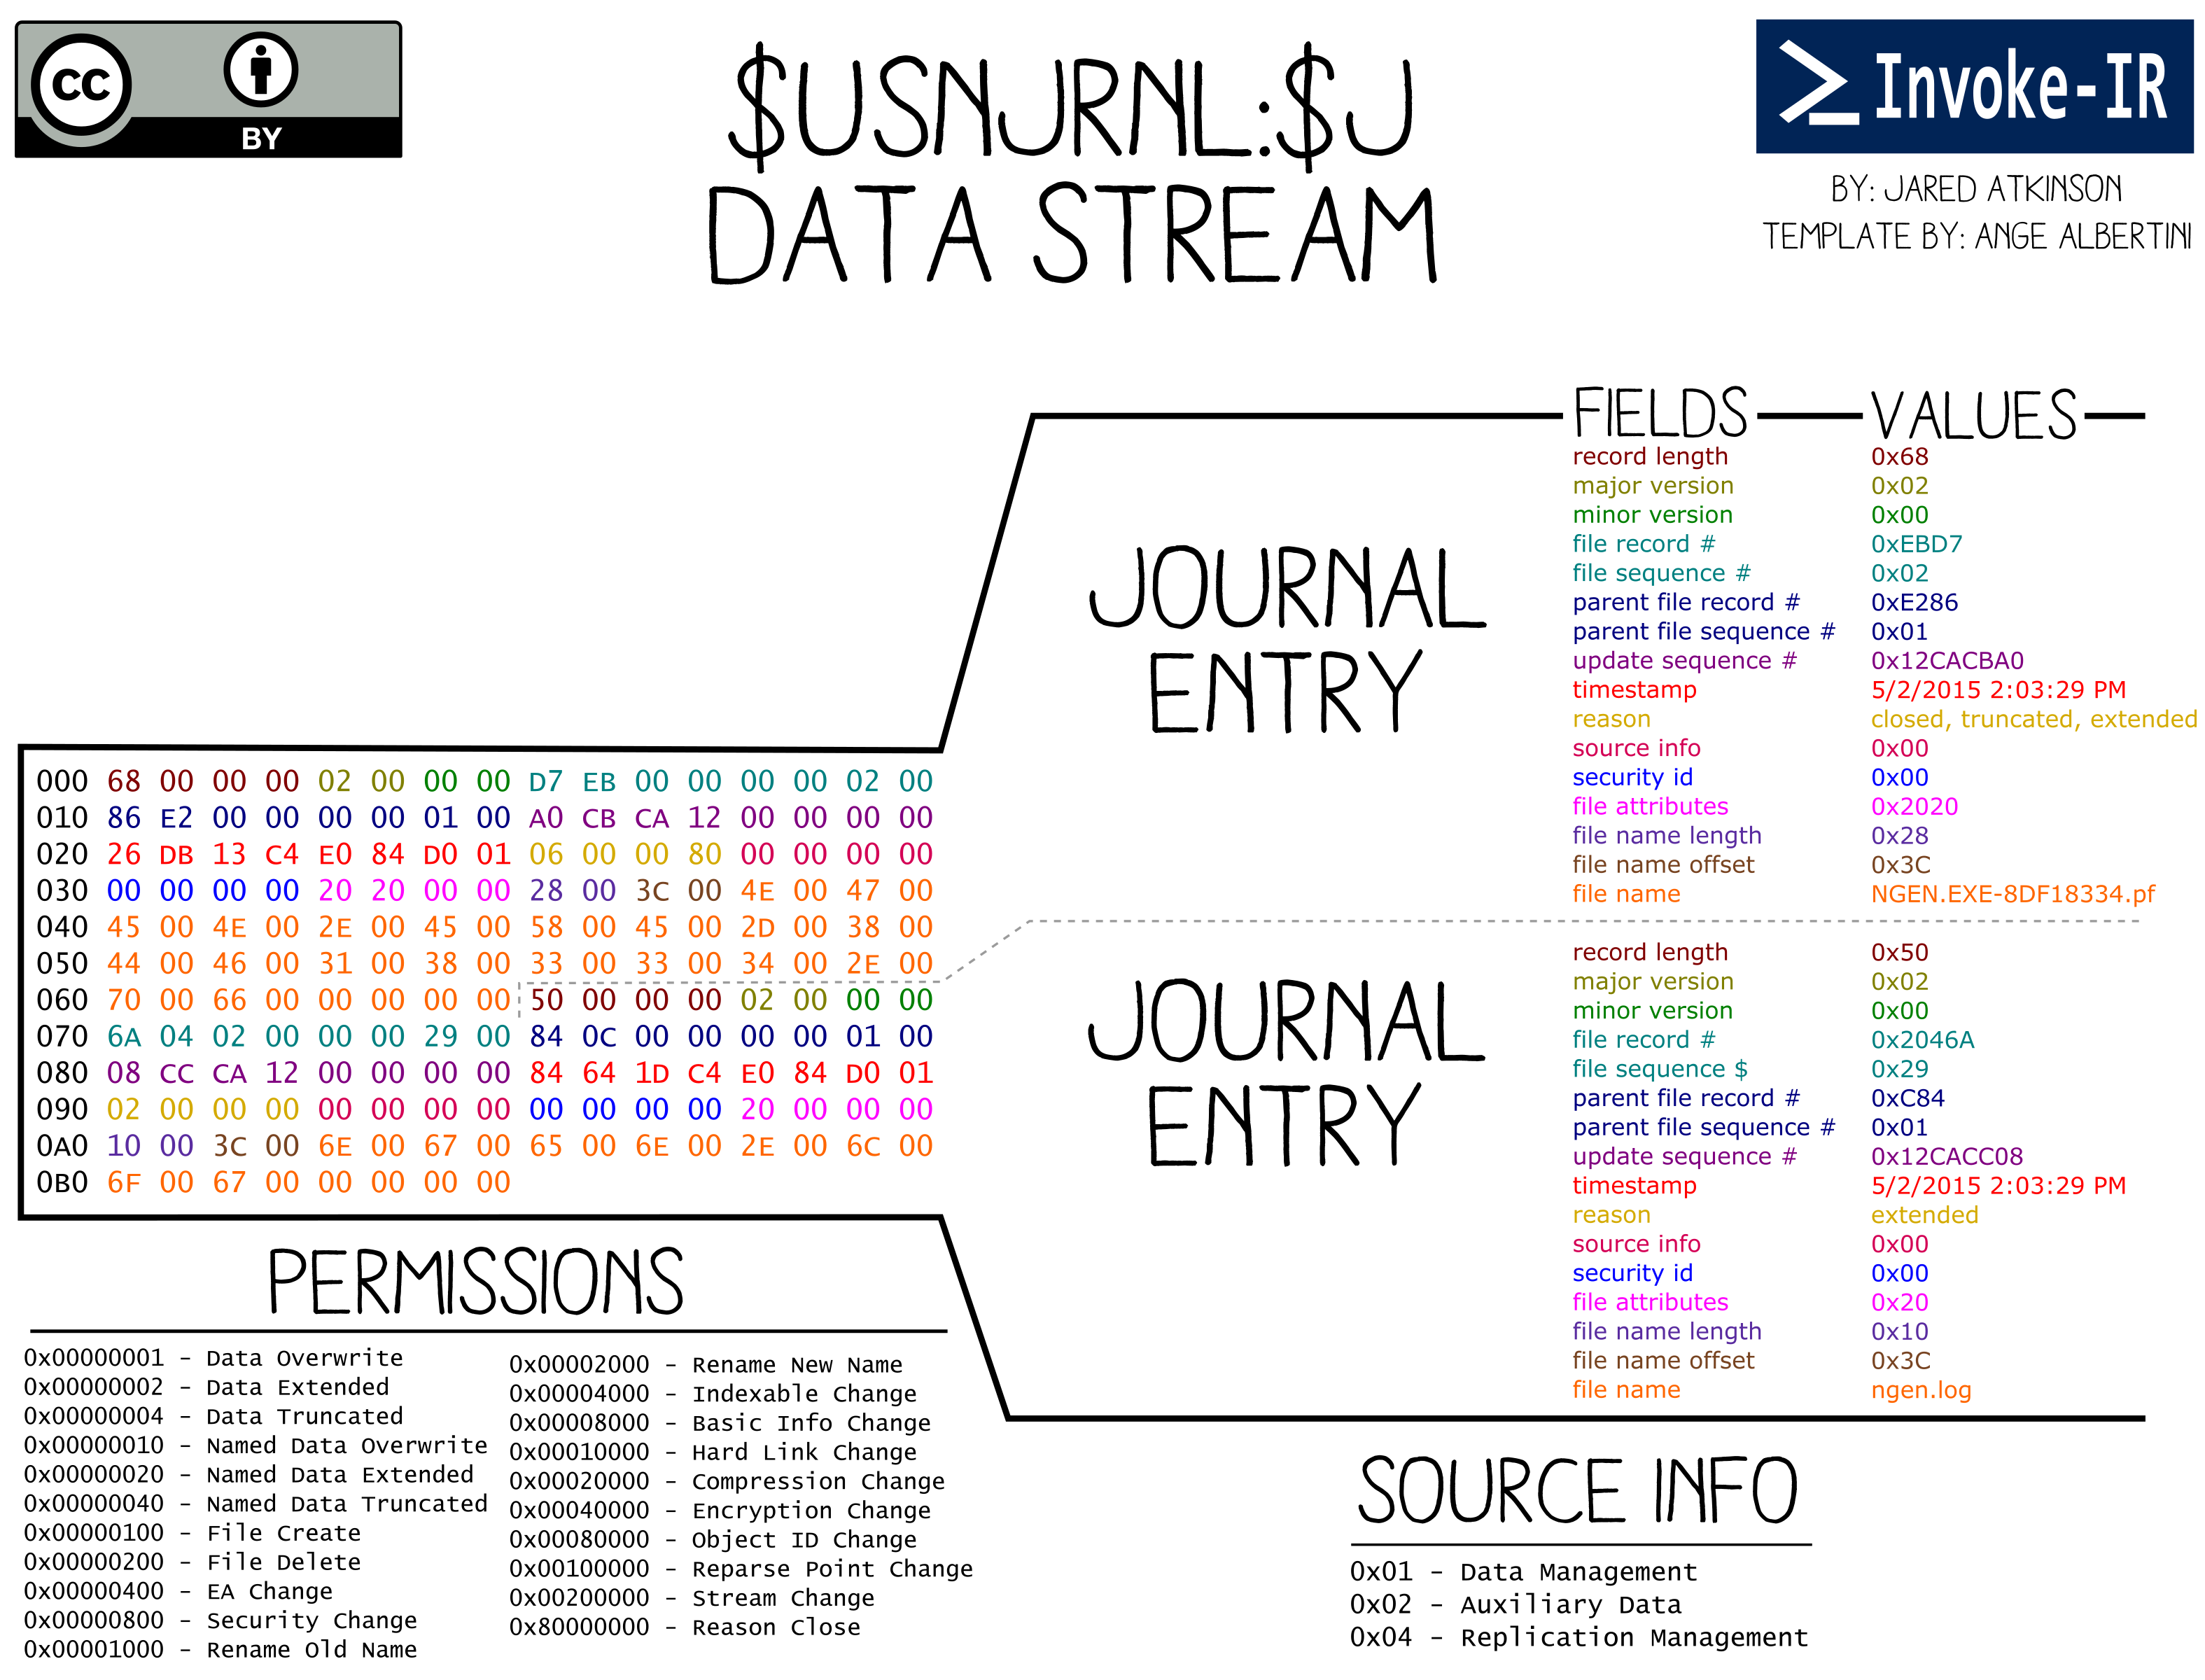 cc
BY
$USNJRNL:$J
DATA STREAM
Invoke-IR
BY: JARED ATKINSON
TEMPLATE BY: ANGE ALBERTINI
FIELDS VALUES
JOURNAL
ENTRY
record length 0x68
major version 0x02
minor version 0x00
file record # 0xEBD7
file sequence # 0x02
parent file record # 0xE286
parent file sequence # 0x01
update sequence # 0x12CACBA0
timestamp 5/2/2015 2:03:29 PM
reason closed, truncated, extended
source info 0x00
security id 0x00
file attributes 0x2020
file name length 0x28
file name offset 0x3C
file name NGEN.EXE-8DF18334.pf
000 68 00 00 00 02 00 00 00 D7 EB 00 00 00 00 02 00
010 86 E2 00 00 00 00 01 00 A0 CB CA 12 00 00 00 00
020 26 DB 13 C4 E0 84 D0 01 06 00 00 80 00 00 00 00
030 00 00 00 00 20 20 00 00 28 00 3C 00 4E 00 47 00
040 45 00 4E 00 2E 00 45 00 58 00 45 00 2D 00 38 00
050 44 00 46 00 31 00 38 00 33 00 33 00 34 00 2E 00
060 70 00 66 00 00 00 00 00 50 00 00 00 02 00 00 00
070 6A 04 02 00 00 00 29 00 84 0C 00 00 00 00 01 00
080 08 CC CA 12 00 00 00 00 84 64 1D C4 E0 84 D0 01
090 02 00 00 00 00 00 00 00 00 00 00 00 20 00 00 00
0A0 10 00 3C 00 6E 00 67 00 65 00 6E 00 2E 00 6C 00
0B0 6F 00 67 00 00 00 00 00
JOURNAL
ENTRY
record length 0x50
major version 0x02
minor version 0x00
file record # 0x2046A
file sequence $ 0x29
parent file record # 0xC84
parent file sequence # 0x01
update sequence # 0x12CACC08
timestamp 5/2/2015 2:03:29 PM
reason extended
source info 0x00
security id 0x00
file attributes 0x20
file name length 0x10
file name offset 0x3C
file name ngen.log
PERMISSIONS
0x00000001 - Data Overwrite
0x00000002 - Data Extended
0x00000004 - Data Truncated
0x00000010 - Named Data Overwrite
0x00000020 - Named Data Extended
0x00000040 - Named Data Truncated
0x00000100 - File Create
0x00000200 - File Delete
0x00000400 - EA Change
0x00000800 - Security Change
0x00001000 - Rename Old Name
0x00002000 - Rename New Name
0x00004000 - Indexable Change
0x00008000 - Basic Info Change
0x00010000 - Hard Link Change
0x00020000 - Compression Change
0x00040000 - Encryption Change
0x00080000 - Object ID Change
0x00100000 - Reparse Point Change
0x00200000 - Stream Change
0x80000000 - Reason Close
SOURCE INFO
0x01 - Data Management
0x02 - Auxiliary Data
0x04 - Replication Management